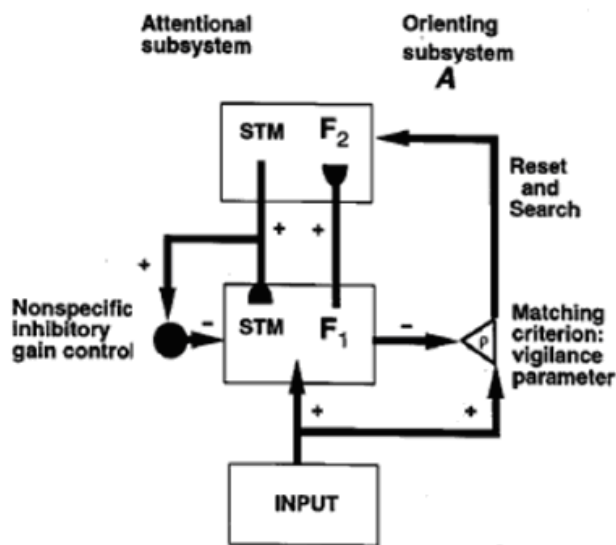 Attentional
subsystem
Orienting
subsystem
A
STM F2
+ +
Reset
and
Search
+
Nonspecific
inhibitory
gain control
-
STM F1
-
ρ
Matching
criterion:
vigilance
parameter
+ +
INPUT